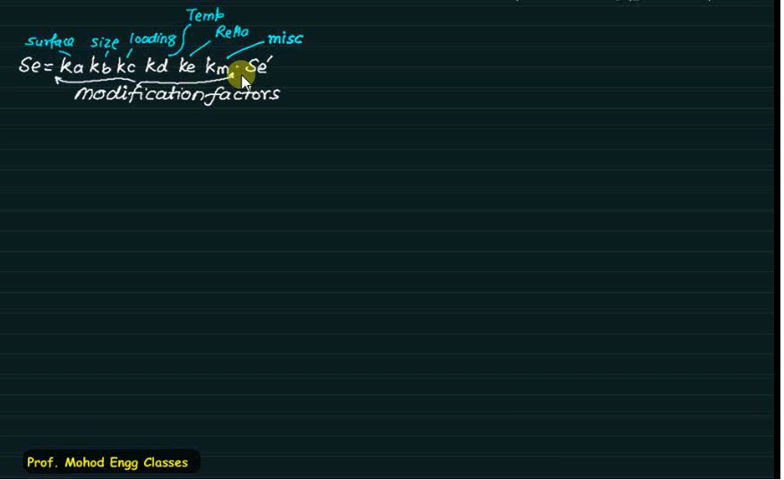 Temp
surface size loading Relia misc
Se = ka kb kc kd ke km · Se'
modification factors
Prof. Mohod Engg Classes